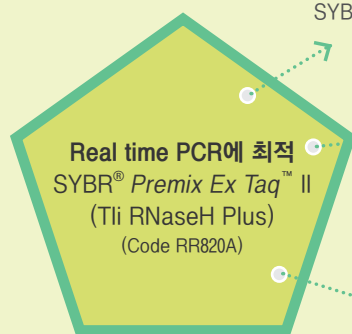 SYB
Real time PCR에 최적
SYBR® Premix Ex Taq™ II
(Tli RNaseH Plus)
(Code RR820A)